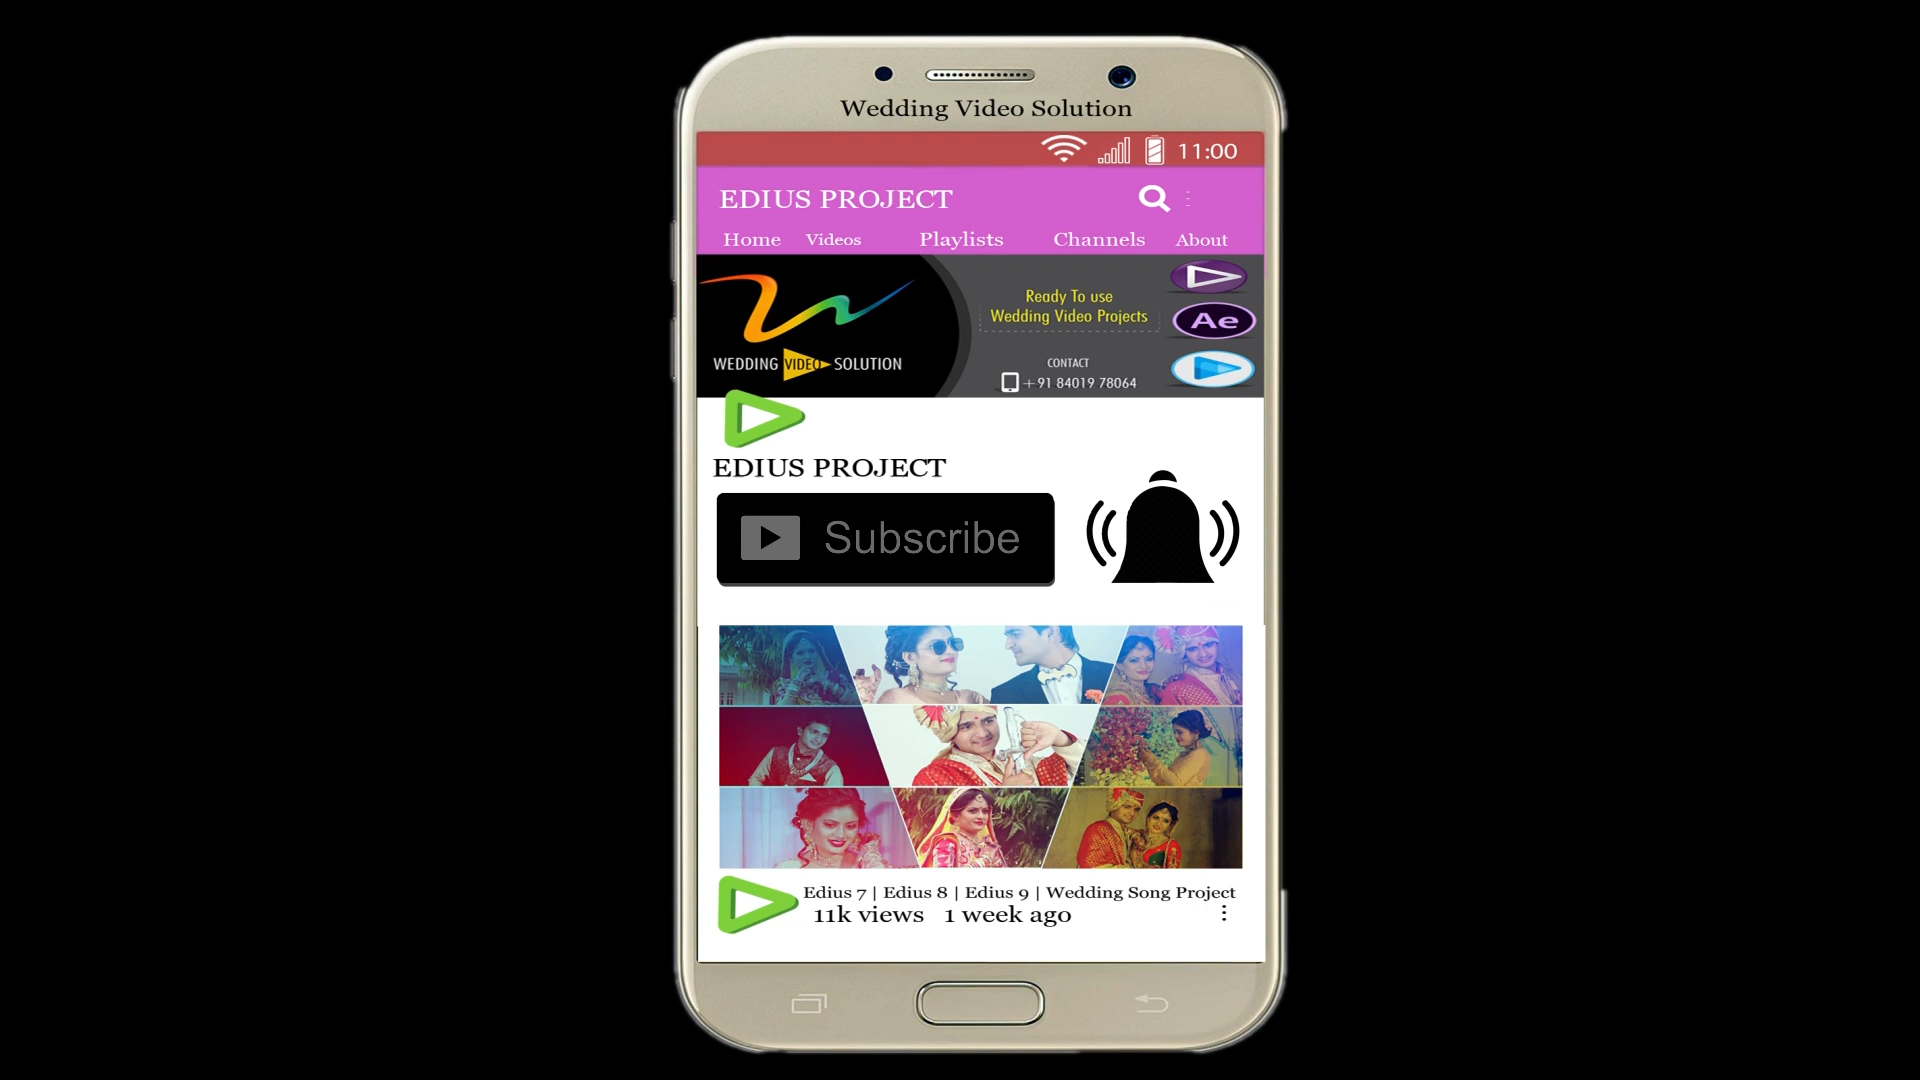 Wedding Video Solution
11:00
EDIUS PROJECT
Home Videos Playlists Channels About
Ready To use
Wedding Video Projects
Ae
WEDDING VIDEO SOLUTION
CONTACT
+91 84019 78064
EDIUS PROJECT
Subscribe
Edius 7 | Edius 8 | Edius 9 | Wedding Song Project
11k views 1 week ago